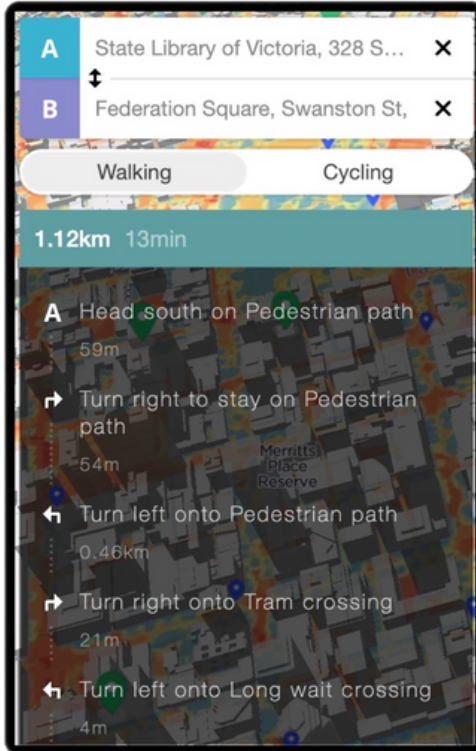 A
State Library of Victoria, 328 S...
B
Federation Square, Swanston St,
Walking
Cycling
1.12km 13min
A
Head south on Pedestrian path
59m
Turn right to stay on Pedestrian
path
54m
Merritts
Place
Reserve
Turn left onto Pedestrian path
0.46km
Turn right onto Tram crossing
21m
Turn left onto Long wait crossing
4m